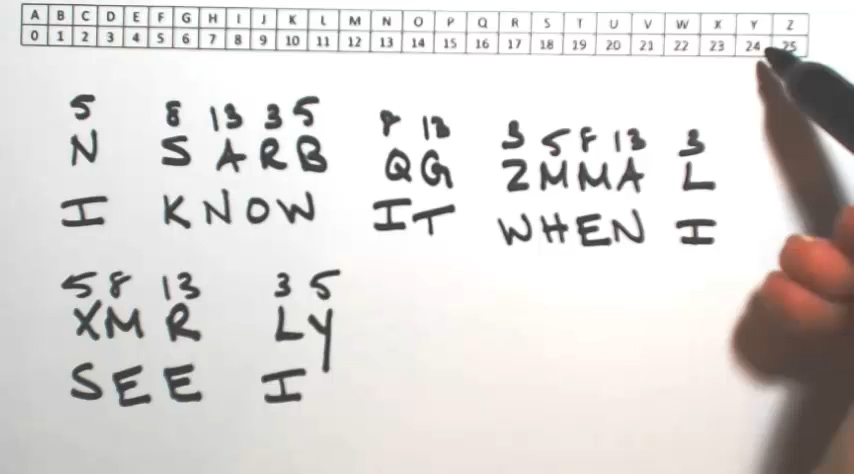 A B C D E F G H I J K L M N O P Q R S T U V W X Y Z
0 1 2 3 4 5 6 7 8 9 10 11 12 13 14 15 16 17 18 19 20 21 22 23 24 25
5 8 13 3 5 8 13 3 5 8 13 3
N SARB QG ZMMA L
I KNOW IT WHEN I
5 8 13 3 5
XMR LY
SEE I